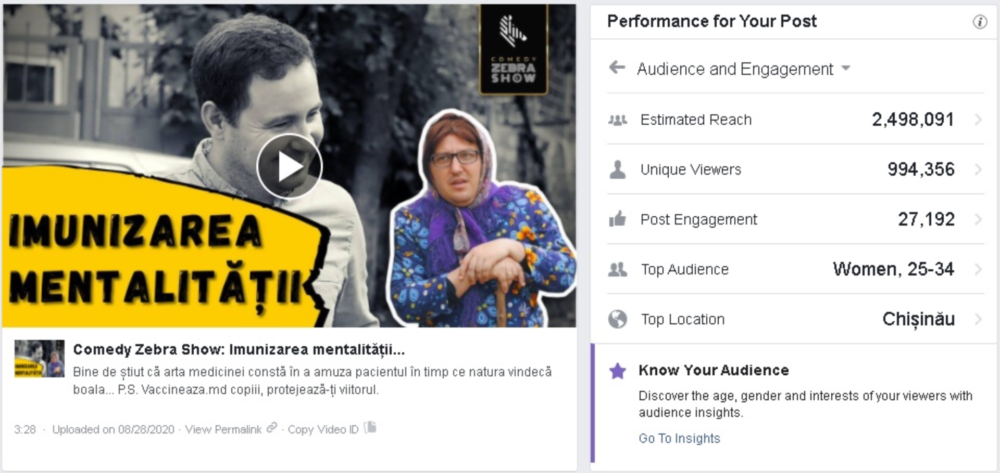 COMEDY
ZEBRA
SHOW
IMUNIZAREA
MENTALITĂȚII
Comedy Zebra Show: Imunizarea mentalității...
Bine de știut că arta medicinei constă în a amuza pacientul în timp ce natura vindecă
boala... P.S. Vaccineaza.md copiii, protejează-ți viitorul.
3:28 · Uploaded on 08/28/2020 · View Permalink · Copy Video ID
Performance for Your Post
Audience and Engagement
Estimated Reach 2,498,091
Unique Viewers 994,356
Post Engagement 27,192
Top Audience Women, 25-34
Top Location Chișinău
Know Your Audience
Discover the age, gender and interests of your viewers with
audience insights.
Go To Insights